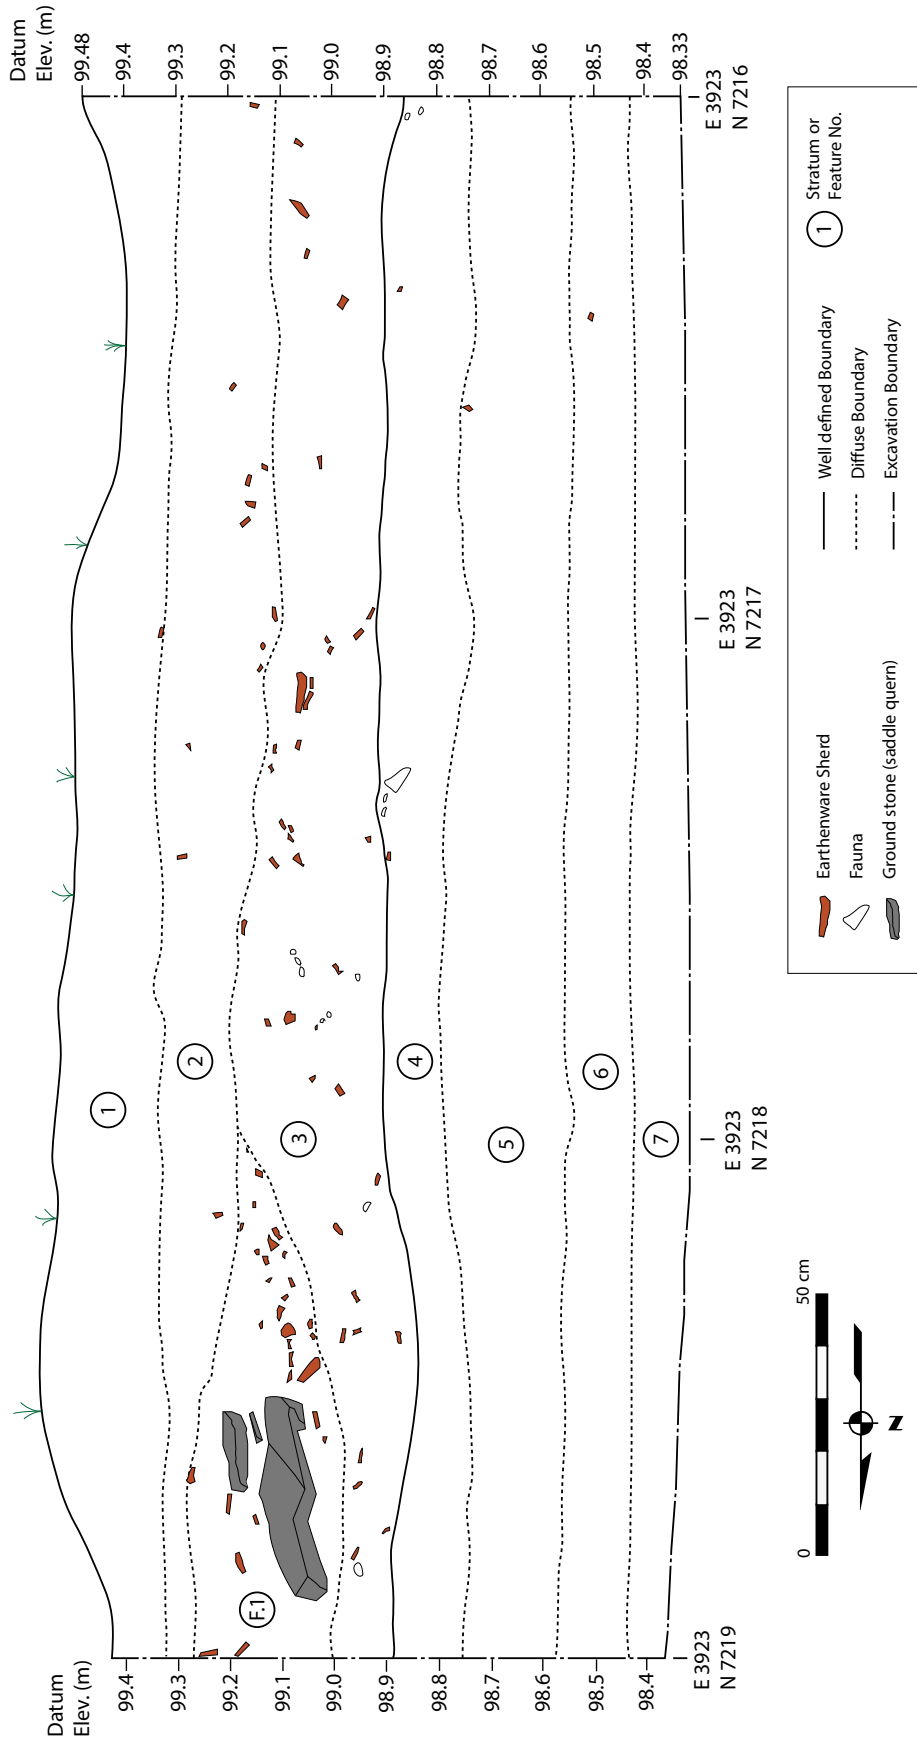 Datum
Elev. (m)
99.4
99.3
99.2
99.1
99.0
98.9
98.8
98.7
98.6
98.5
98.4
Datum
Elev. (m)
99.48
99.4
99.3
99.2
99.1
99.0
98.9
98.8
98.7
98.6
98.5
98.4
98.33
1
2
3
4
5
6
7
F.1
E 3923
N 7219
E 3923
N 7218
E 3923
N 7217
E 3923
N 7216
0
50 cm
N
Earthenware Sherd
Fauna
Ground stone (saddle quern)
Well defined Boundary
Diffuse Boundary
Excavation Boundary
1
Stratum or
Feature No.